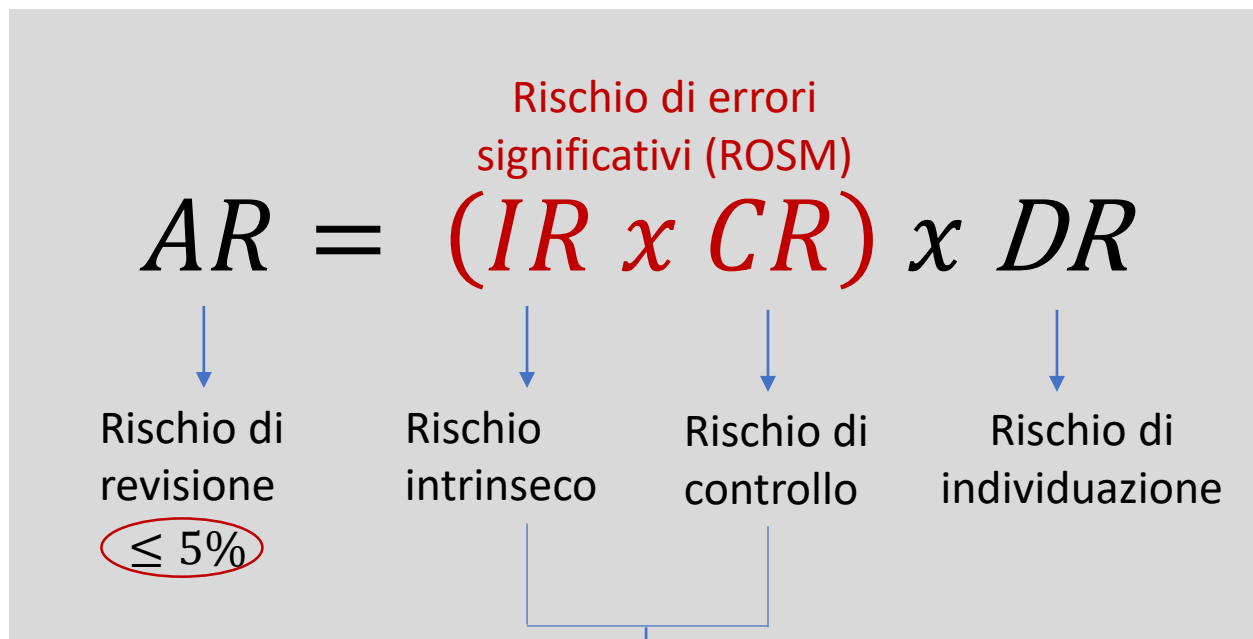 Rischio di errori
significativi (ROSM)
AR = (IR x CR) x DR
Rischio di
revisione
≤ 5%
Rischio
intrinseco
Rischio di
controllo
Rischio di
individuazione